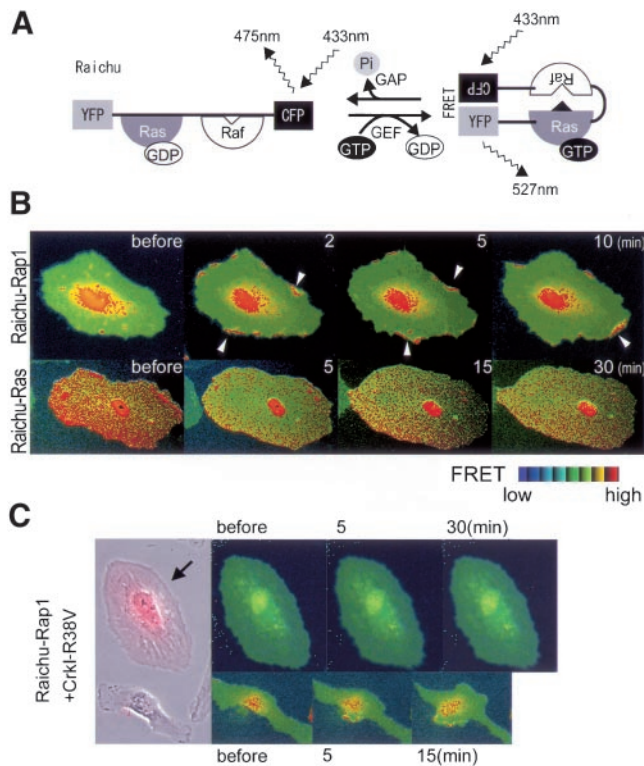 A
475nm
433nm
433nm
Raichu
Pi
GAP
YFP
Ras
GDP
Raf
CFP
GEF
GTP
GDP
FRET
CFP
Raf
YFP
Ras
GTP
527nm
B
Raichu-Rap1
before
2
5
10 (min)
Raichu-Ras
before
5
15
30 (min)
FRET
low
high
C
before
5
30(min)
Raichu-Rap1
+CrkI-R38V
before
5
15(min)